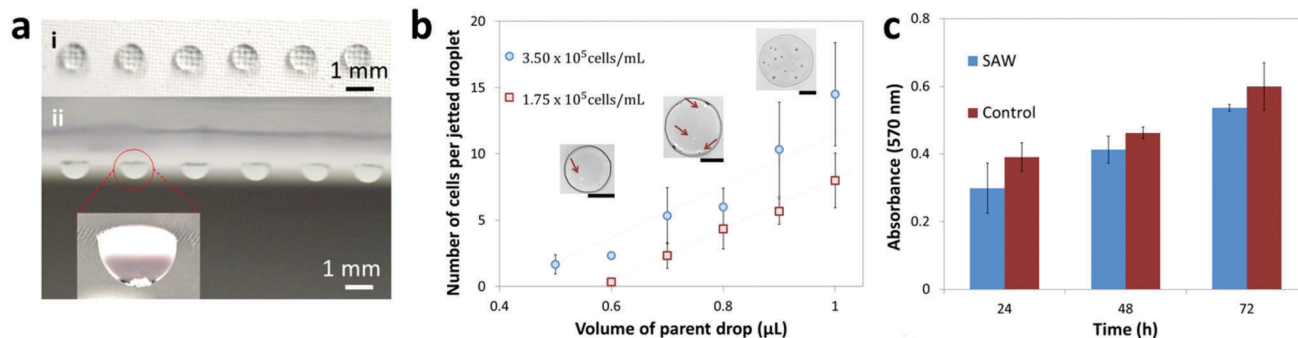 a
i
1 mm
ii
1 mm
b
Number of cells per jetted droplet
20
15
10
5
0
3.50 x 10⁵cells/mL
1.75 x 10⁵cells/mL
0.4
0.6
0.8
1
Volume of parent drop (µL)
c
Absorbance (570 nm)
0.8
0.6
0.4
0.2
0
SAW
Control
24
48
72
Time (h)